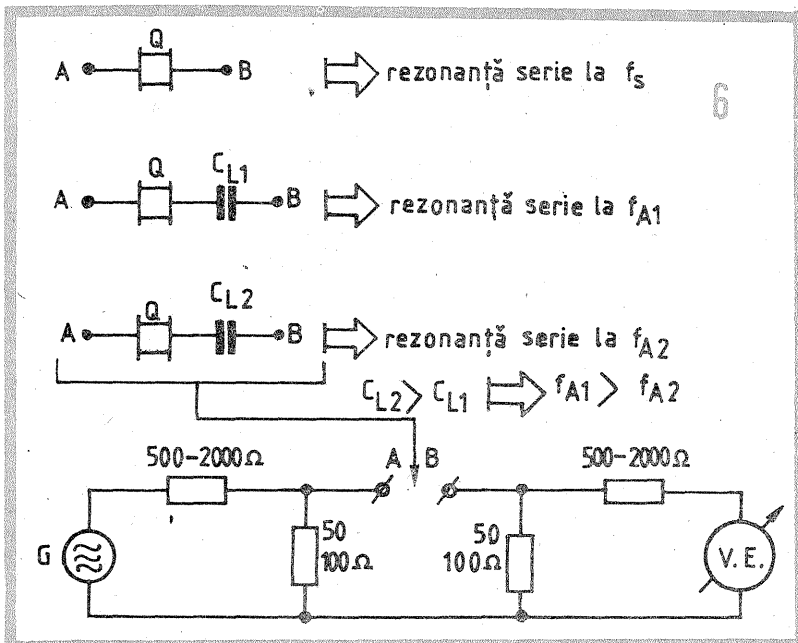 Q
A B rezonanță serie la fs
6
Q CL1
A B rezonanță serie la fA1
Q CL2
A B rezonanță serie la fA2
CL2 > CL1 fA1 > fA2
500-2000Ω A B 500-2000Ω
G 50 100Ω 50 100Ω V.E.